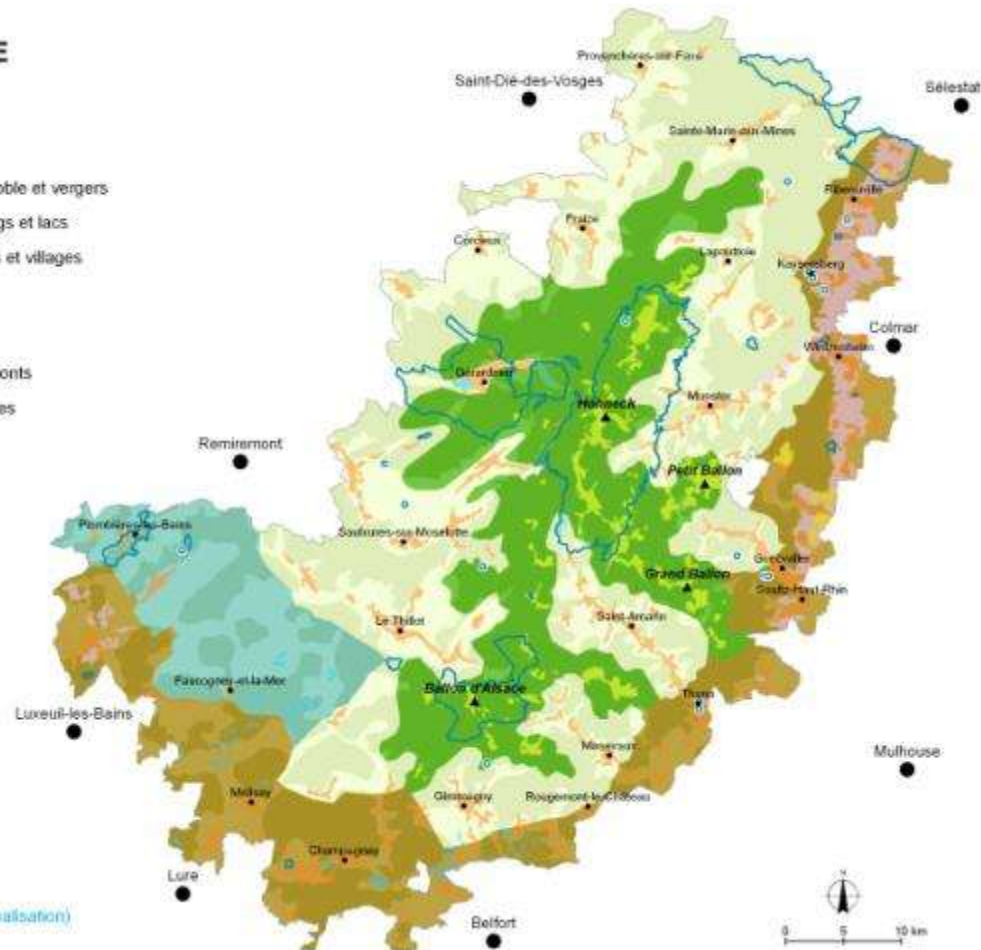 E
oble et vergers
gs et lacs
s et villages
onts
es
alisation)
Provenchères-sur-Fave
Saint-Dié-des-Vosges
Sélestat
Sainte-Marie-aux-Mines
Ribeauvillé
Fraize
Corcieux
Lapoutroie
Kaysersberg
Colmar
Wintzenheim
Gérardmer
Munster
Hohneck
Remiremont
Petit Ballon
Plombières-les-Bains
Saulxures-sur-Moselotte
Guebwiller
Grand Ballon
Soultz-Haut-Rhin
Le Thillot
Saint-Amarin
Faucogney-et-la-Mer
Ballon d'Alsace
Thann
Luxeuil-les-Bains
Masevaux
Mulhouse
Mélisey
Giromagny
Rougemont-le-Château
Champagney
Lure
Belfort
N
0 5 10 km